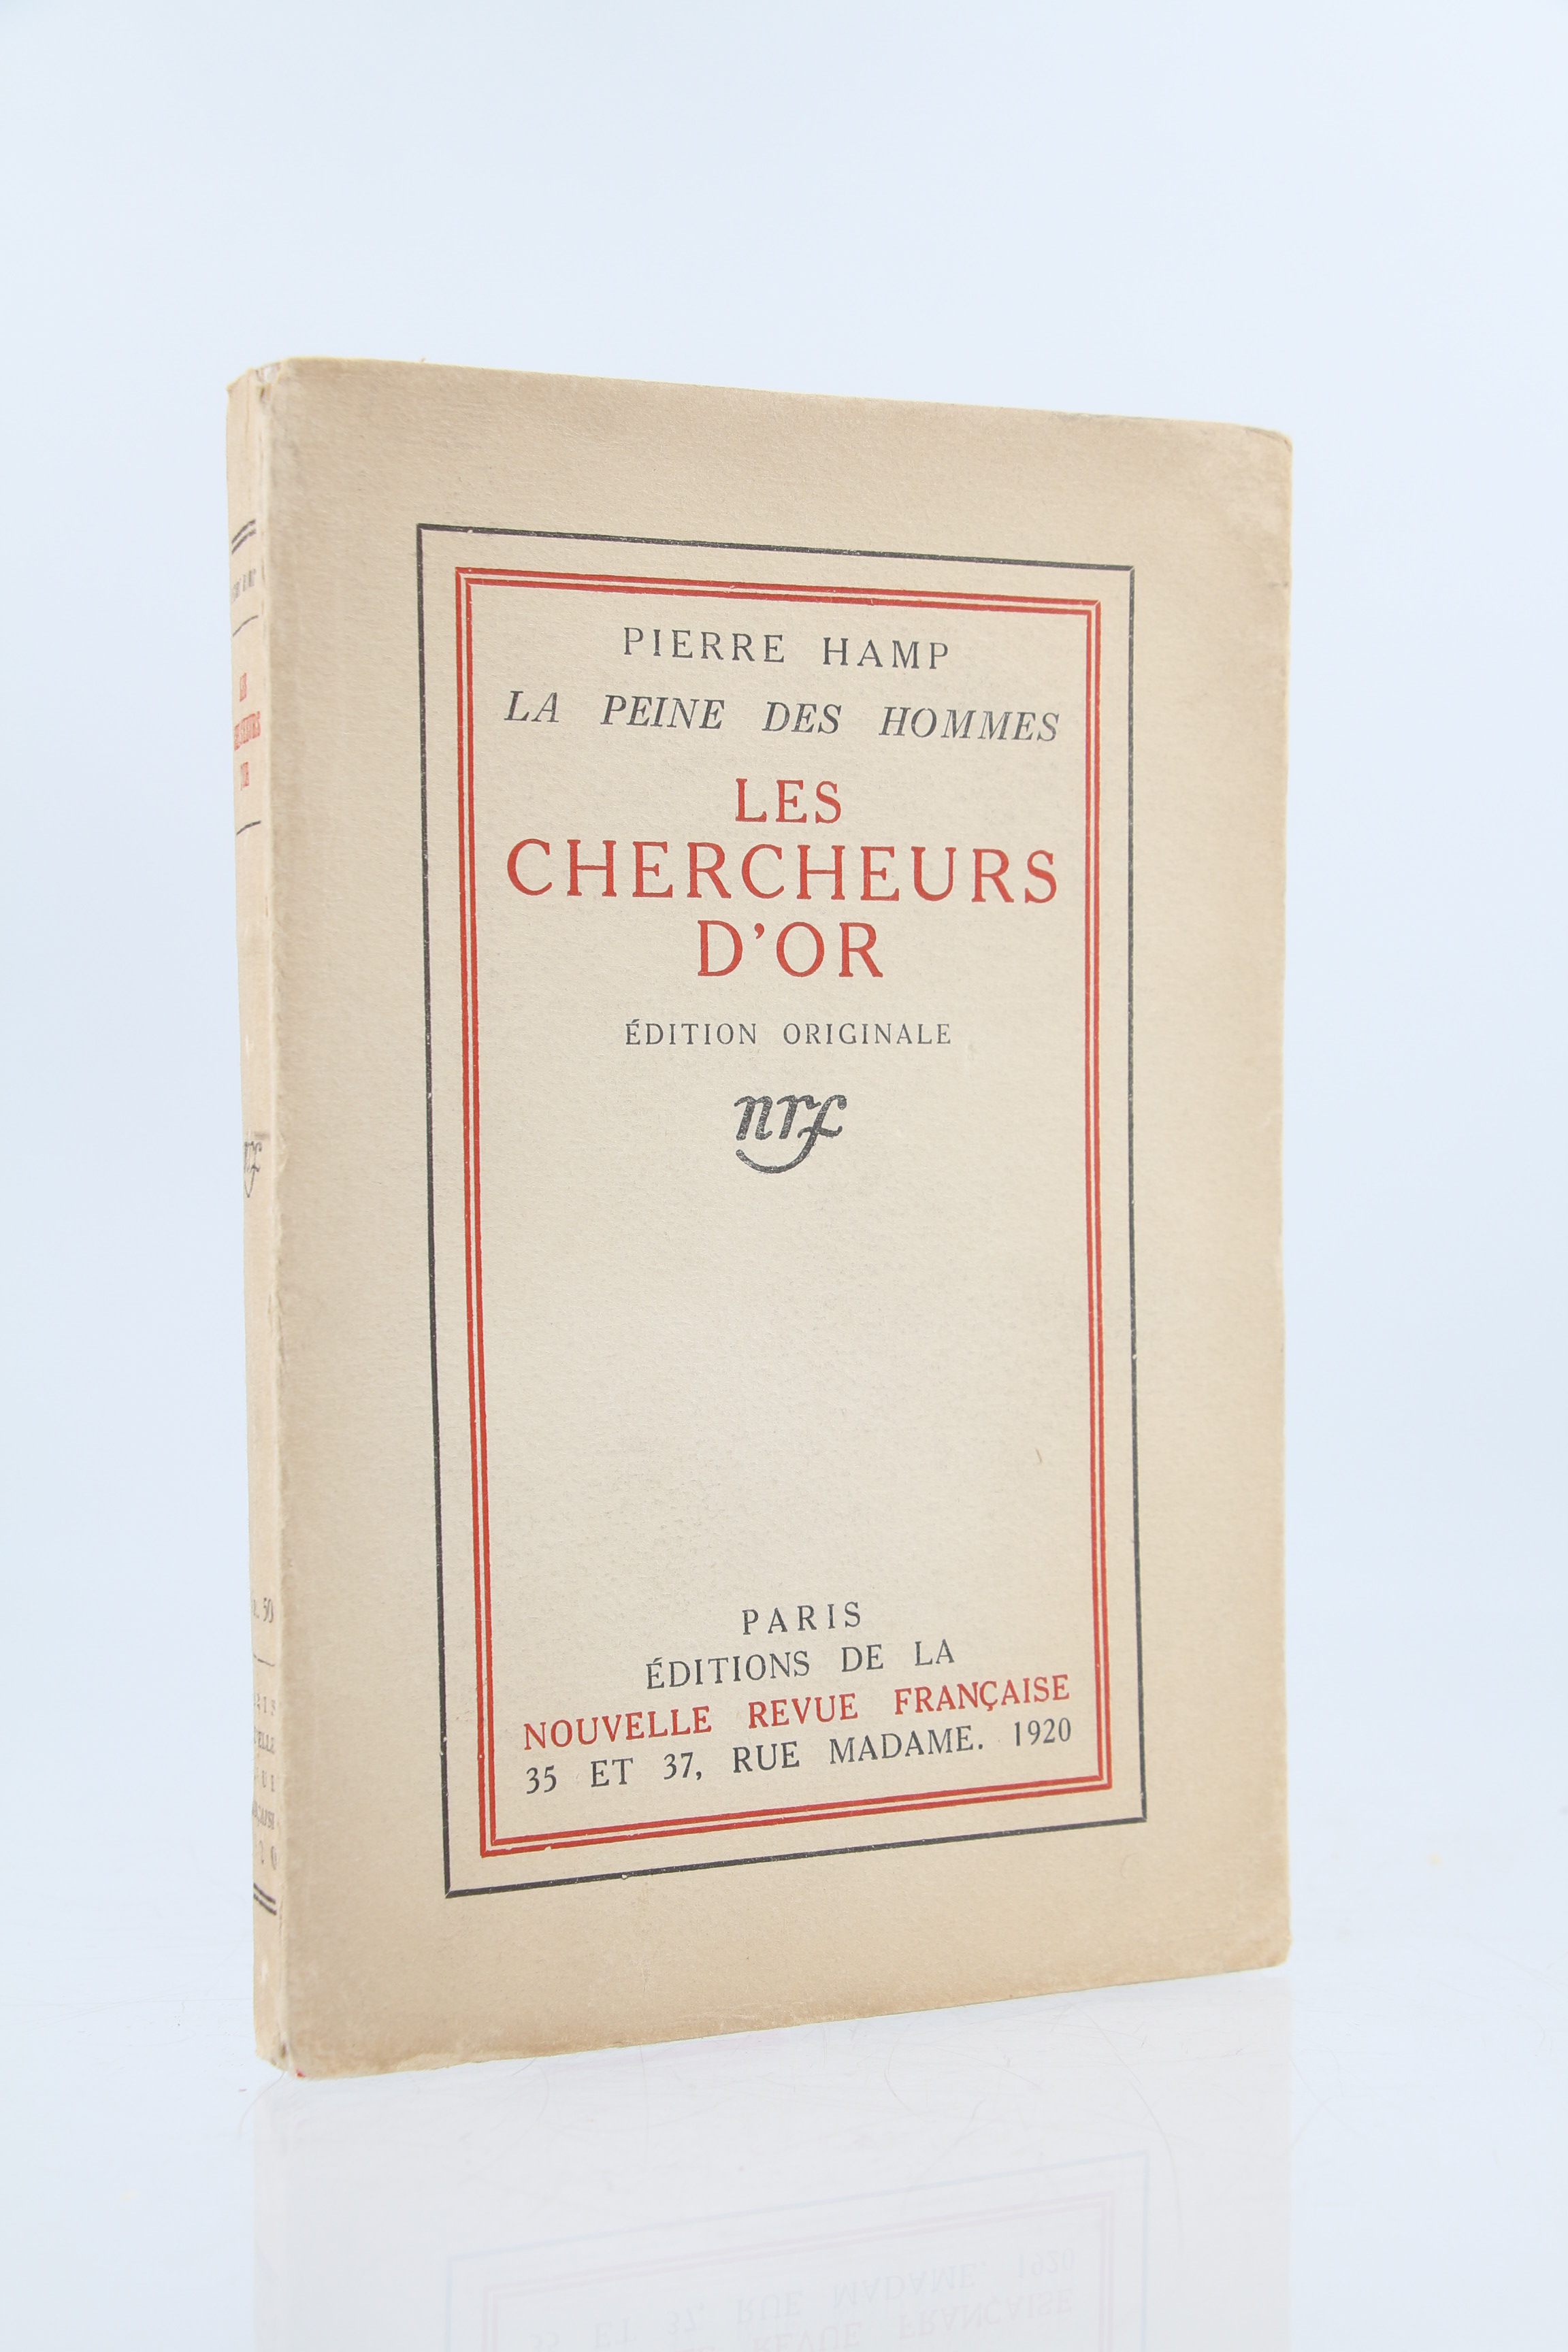 PIERRE HAMP
LA PEINE DES HOMMES
LES
CHERCHEURS
D'OR
ÉDITION ORIGINALE
nrf
PARIS
ÉDITIONS DE LA
NOUVELLE REVUE FRANÇAISE
35 ET 37, RUE MADAME. 1920